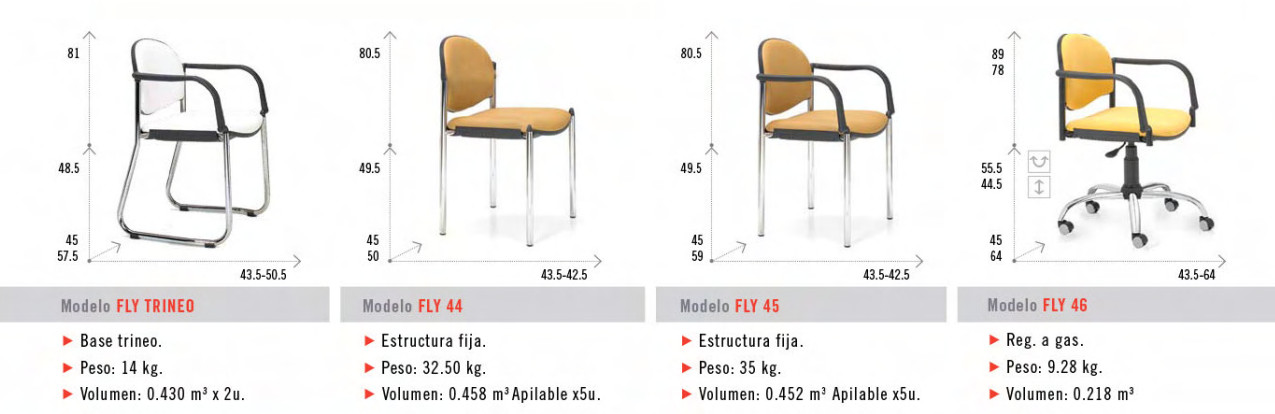 81
48.5
45
57.5
43.5-50.5
Modelo FLY TRINEO
Base trineo.
Peso: 14 kg.
Volumen: 0.430 m³ x 2u.
80.5
49.5
45
50
43.5-42.5
Modelo FLY 44
Estructura fija.
Peso: 32.50 kg.
Volumen: 0.458 m³ Apilable x5u.
80.5
49.5
45
59
43.5-42.5
Modelo FLY 45
Estructura fija.
Peso: 35 kg.
Volumen: 0.452 m³ Apilable x5u.
89
78
55.5
44.5
45
64
43.5-64
Modelo FLY 46
Reg. a gas.
Peso: 9.28 kg.
Volumen: 0.218 m³